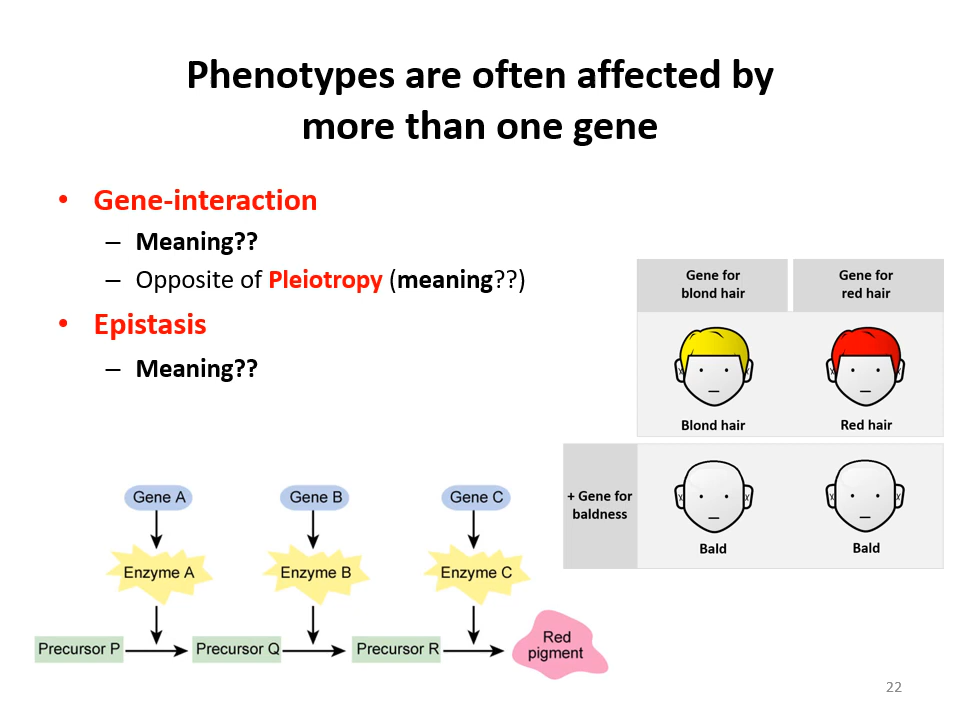 Phenotypes are often affected by
more than one gene
• Gene-interaction
– Meaning??
– Opposite of Pleiotropy (meaning??)
• Epistasis
– Meaning??
Gene for
blond hair
Gene for
red hair
Blond hair
Red hair
+ Gene for
baldness
Bald
Bald
Gene A
Gene B
Gene C
Enzyme A
Enzyme B
Enzyme C
Precursor P
Precursor Q
Precursor R
Red
pigment
22